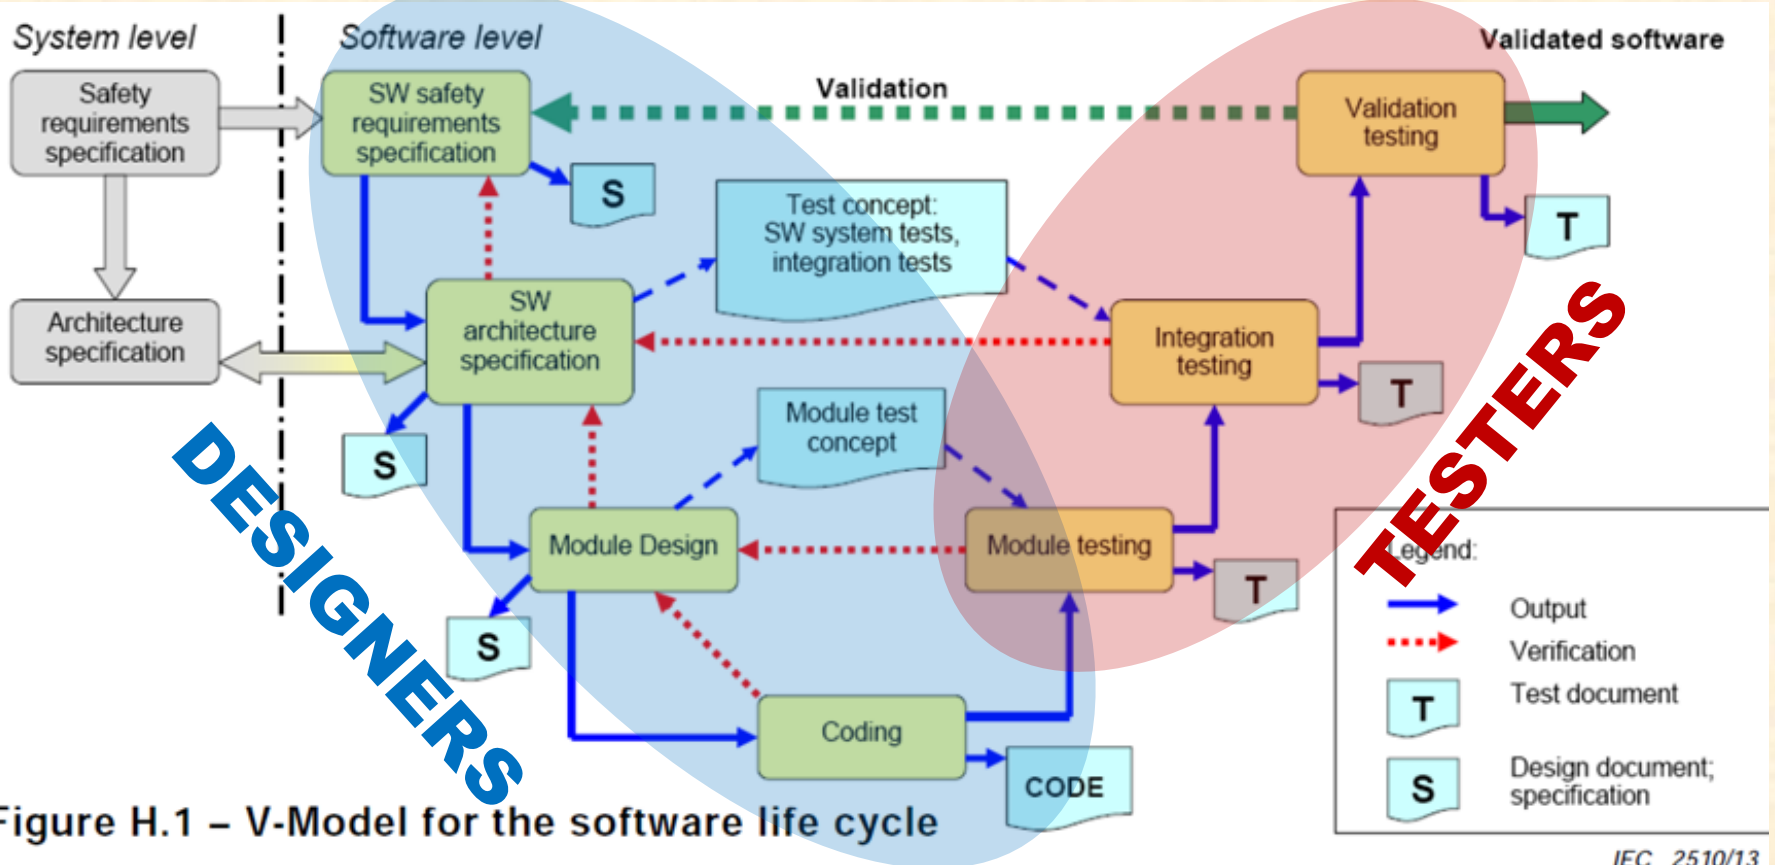 System level
Software level
Validated software
Safety
requirements
specification
SW safety
requirements
specification
Validation
Validation
testing
S
T
Test concept:
SW system tests,
integration tests
SW
architecture
specification
Architecture
specification
Integration
testing
T
S
Module test
concept
DESIGNERS
TESTERS
Module Design
Module testing
T
S
Coding
CODE
Legend:
Output
Verification
T
Test document
S
Design document;
specification
Figure H.1 – V-Model for the software life cycle
IEC 2510/13